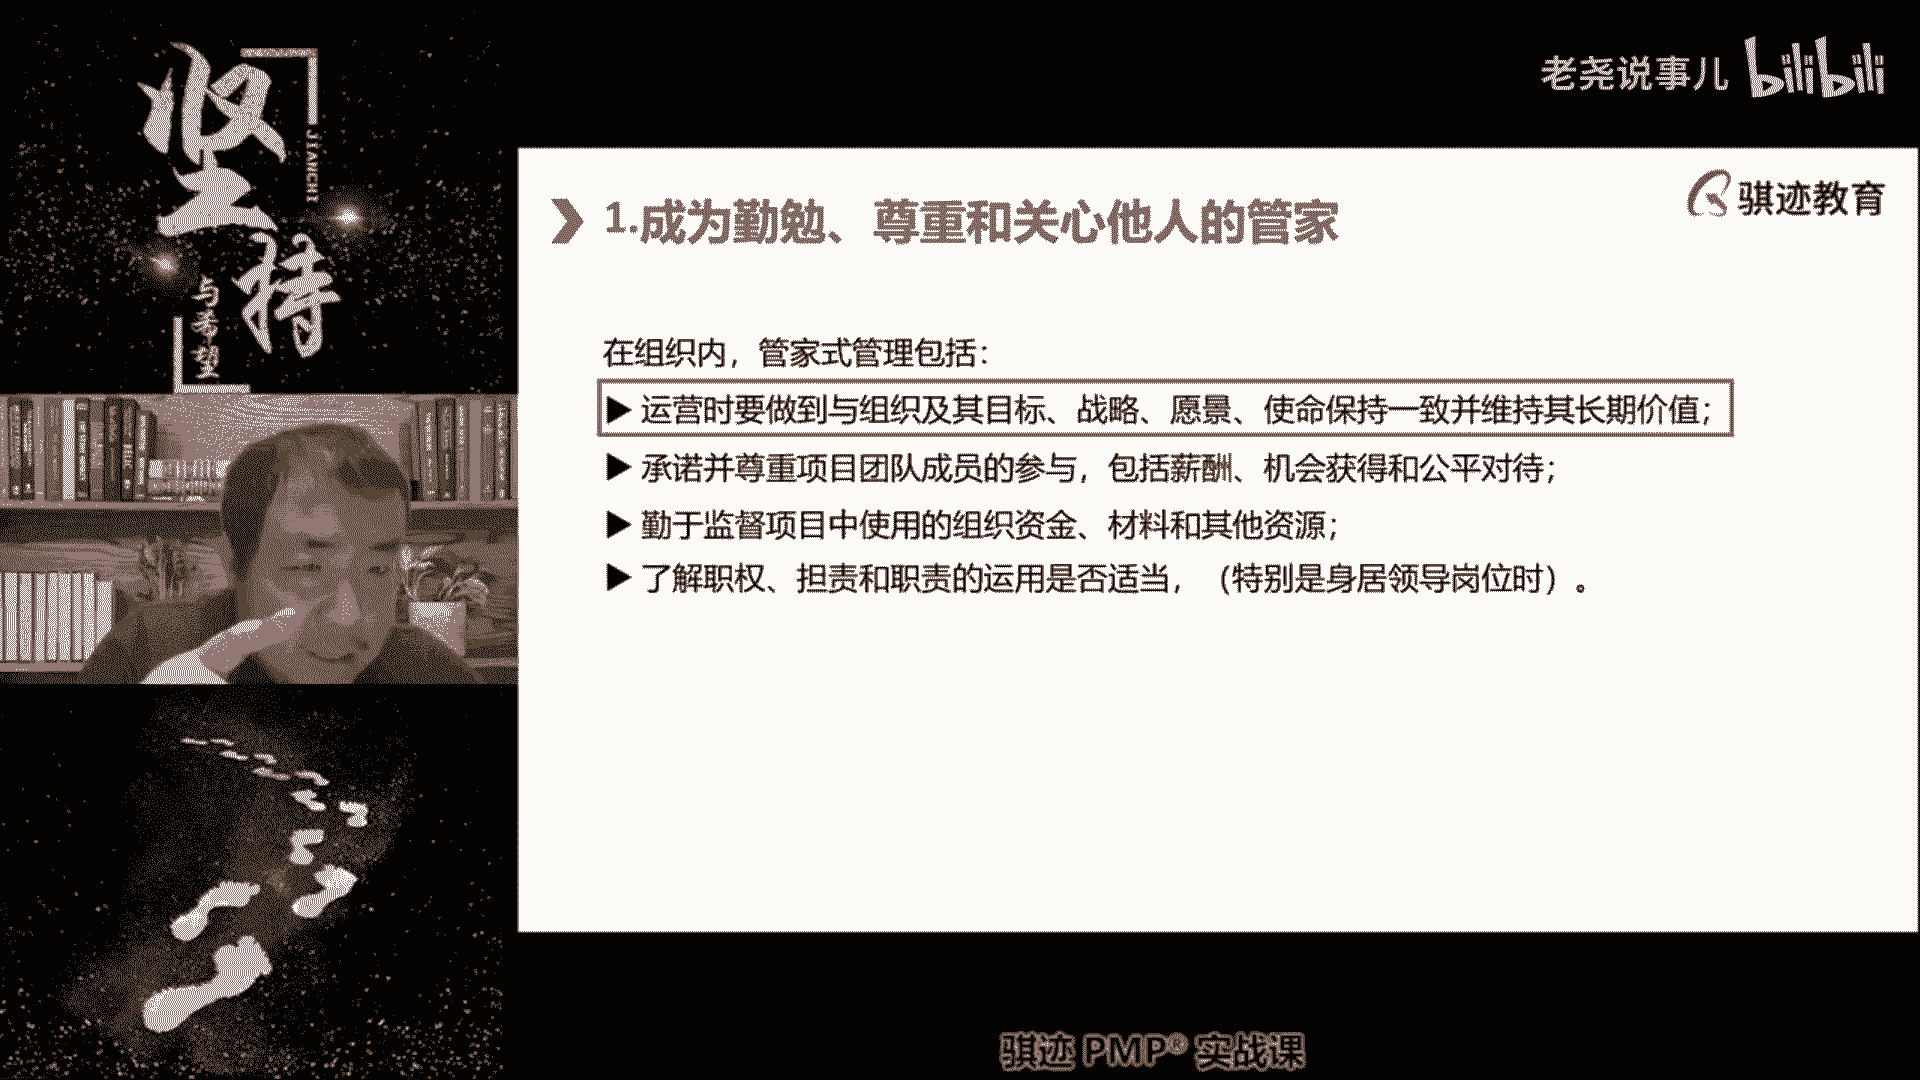 坚持
JIANCHI
与希望
老尧说事儿 bilibili
骐迹教育
1.成为勤勉、尊重和关心他人的管家
在组织内，管家式管理包括：
▶ 运营时要做到与组织及其目标、战略、愿景、使命保持一致并维持其长期价值；
▶ 承诺并尊重项目团队成员的参与，包括薪酬、机会获得和公平对待；
▶ 勤于监督项目中使用的组织资金、材料和其他资源；
▶ 了解职权、担责和职责的运用是否适当，（特别是身居领导岗位时）。
骐迹 PMP® 实战课